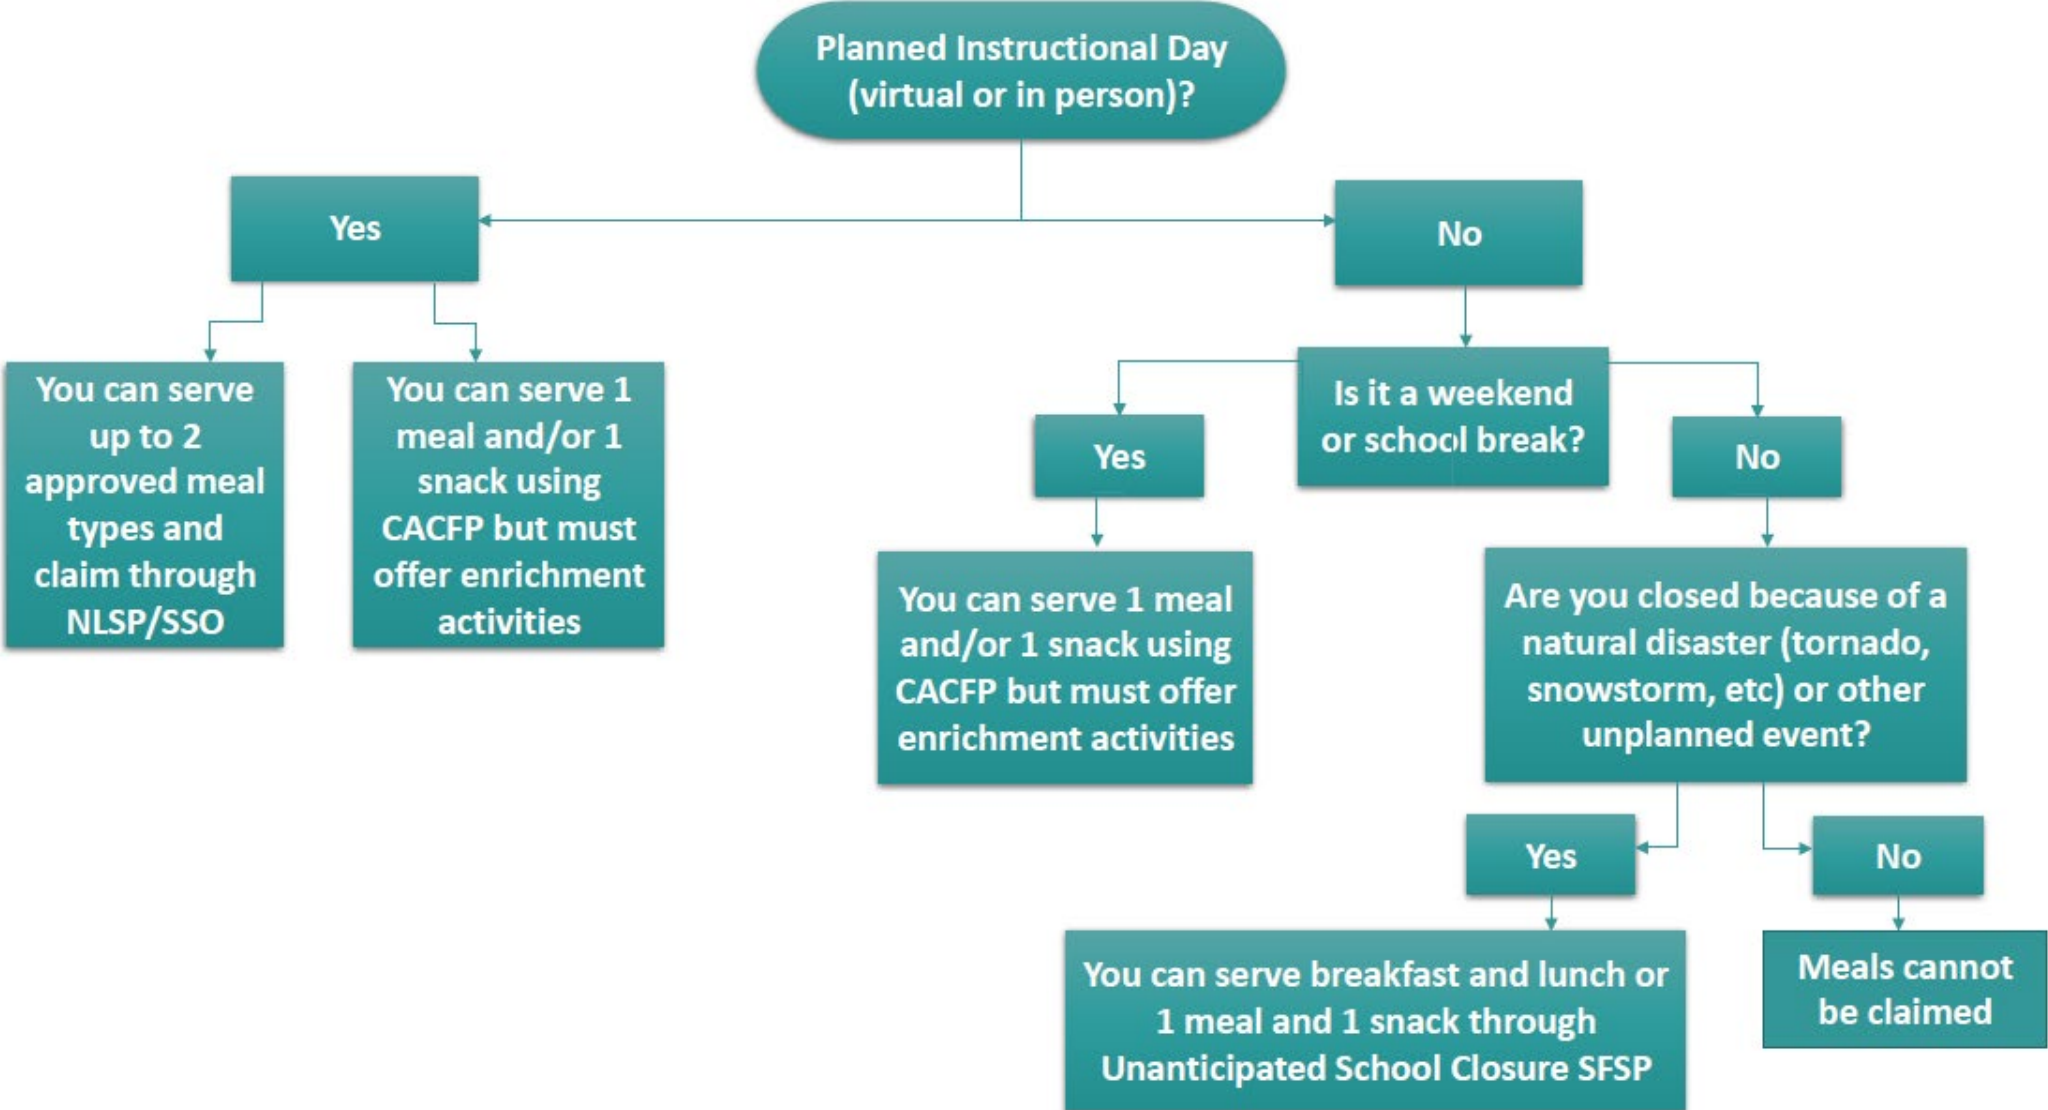 Planned Instructional Day
(virtual or in person)?
Yes
No
You can serve
up to 2
approved meal
types and
claim through
NLSP/SSO
You can serve 1
meal and/or 1
snack using
CACFP but must
offer enrichment
activities
Is it a weekend
or school break?
Yes
No
You can serve 1 meal
and/or 1 snack using
CACFP but must offer
enrichment activities
Are you closed because of a
natural disaster (tornado,
snowstorm, etc) or other
unplanned event?
Yes
No
You can serve breakfast and lunch or
1 meal and 1 snack through
Unanticipated School Closure SFSP
Meals cannot
be claimed